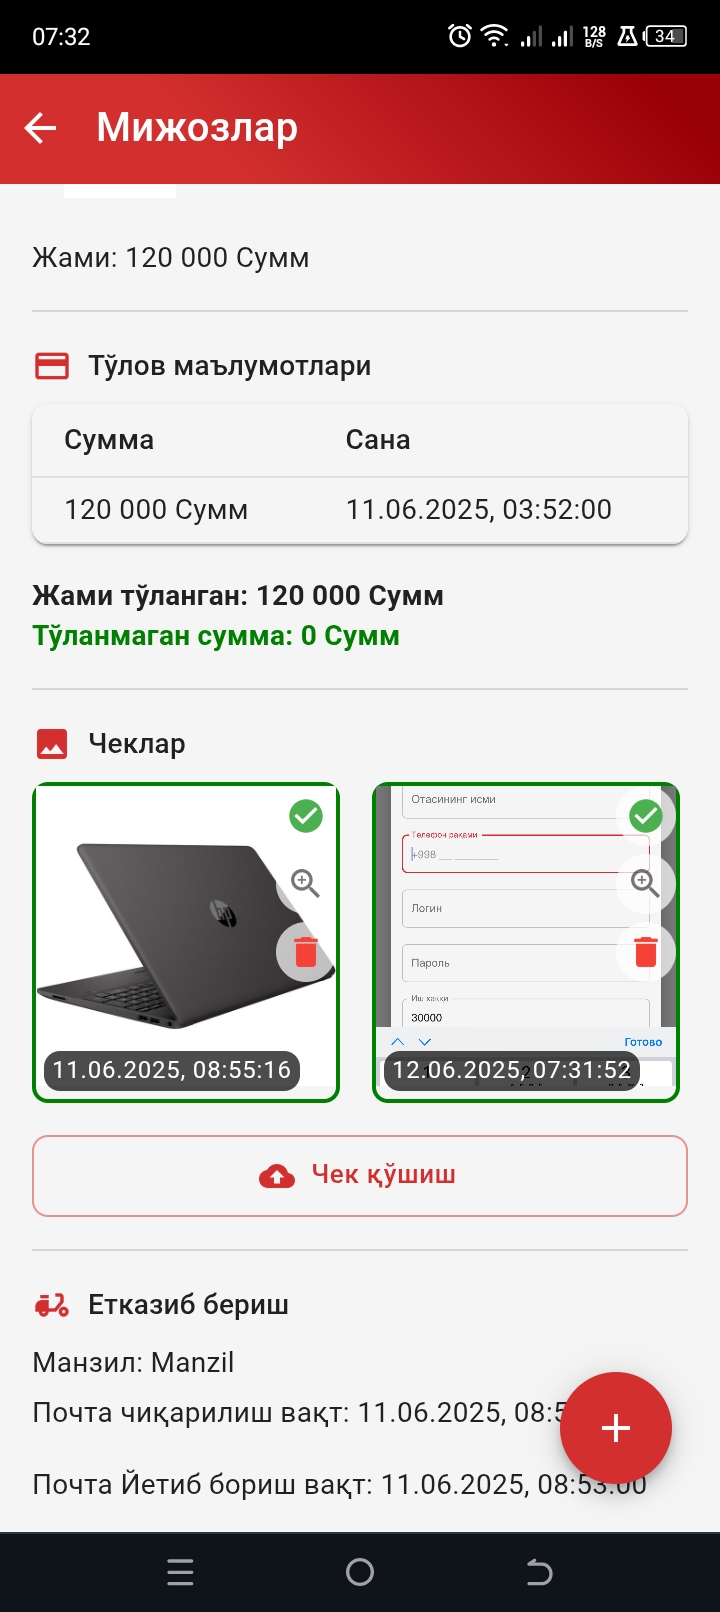 07:32
128
B/S
34
Мижозлар
Жами: 120 000 Сумм
Тўлов маълумотлари
Сумма Сана
120 000 Сумм 11.06.2025, 03:52:00
Жами тўланган: 120 000 Сумм
Тўланмаган сумма: 0 Сумм
Чеклар
hp
11.06.2025, 08:55:16
Отасининг исми
Телефон рақами
+998 __ _______
Логин
Пароль
Иш хаққи
30000
Готово
12.06.2025, 07:31:52
Чек қўшиш
Етказиб бериш
Манзил: Manzil
Почта чиқарилиш вақт: 11.06.2025, 08:5
Почта Йетиб бориш вақт: 11.06.2025, 08:53:00